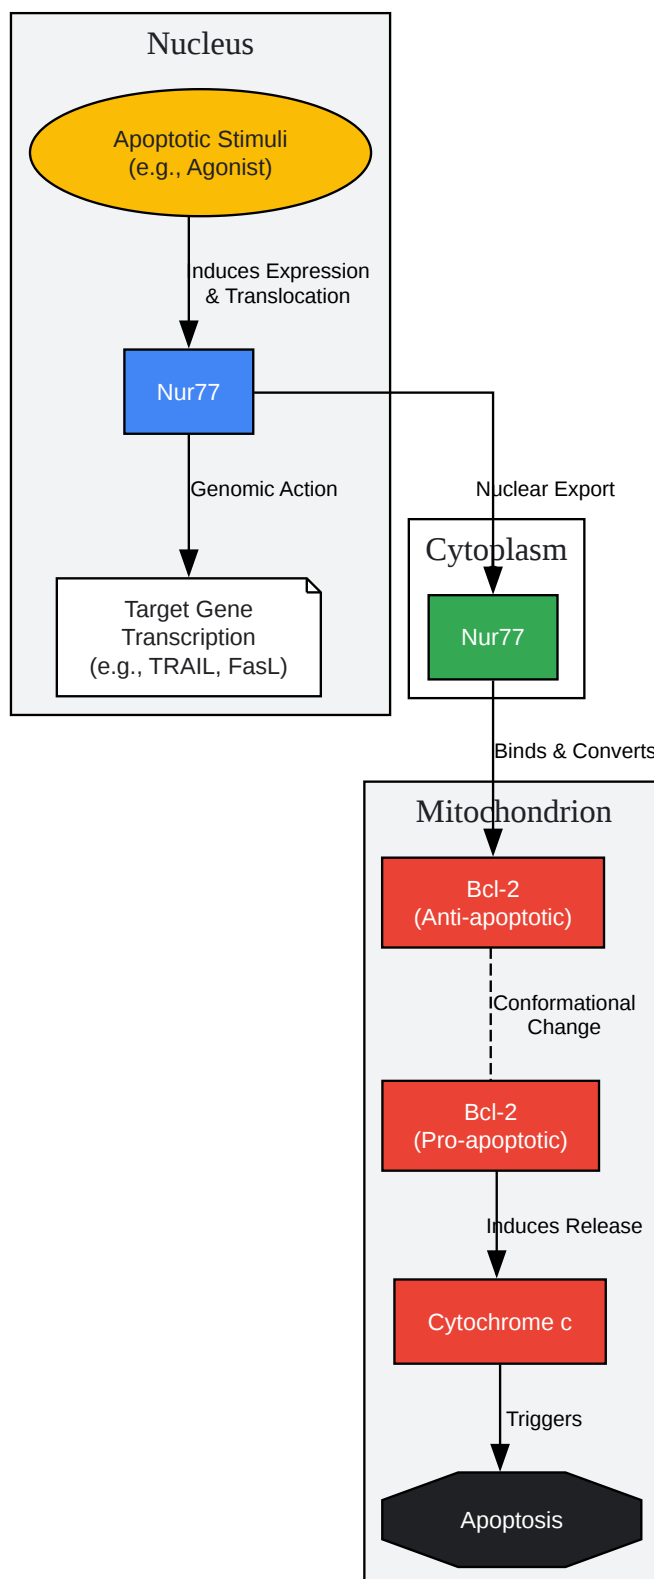 Nucleus
Apoptotic Stimuli
(e.g., Agonist)
Induces Expression
& Translocation
Nur77
Genomic Action
Nuclear Export
Target Gene
Transcription
(e.g., TRAIL, FasL)
Cytoplasm
Nur77
Binds & Converts
Mitochondrion
Bcl-2
(Anti-apoptotic)
Conformational
Change
Bcl-2
(Pro-apoptotic)
Induces Release
Cytochrome c
Triggers
Apoptosis